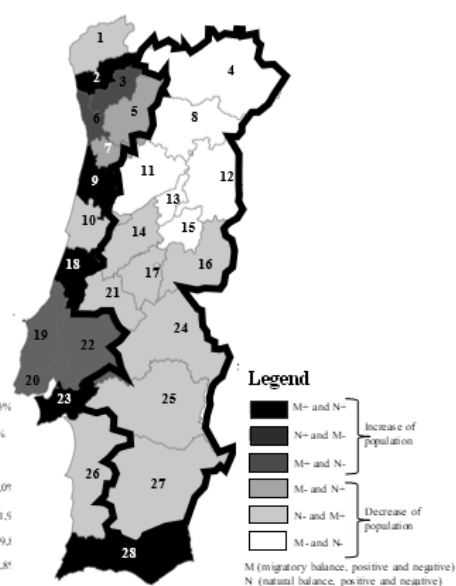 1
2
3
4
5
6
7
8
9
10
11
12
13
14
15
16
17
18
19
20
21
22
23
24
25
26
27
28
Legend
M+ and N+
N+ and M-
M+ and N-
Increase of
population
M- and N+
N- and M+
M- and N-
Decrease of
population
M (migratory balance, positive and negative)
N (natural balance, positive and negative)